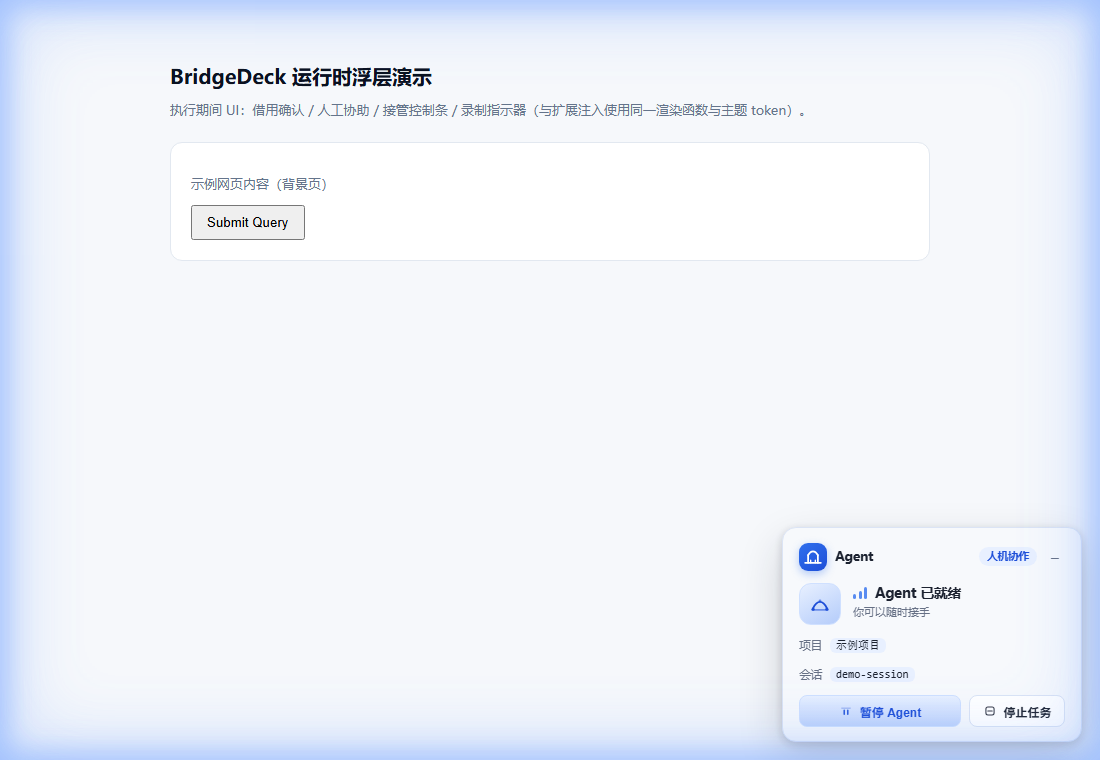 BridgeDeck 运行时浮层演示
执行期间 UI：借用确认 / 人工协助 / 接管控制条 / 录制指示器（与扩展注入使用同一渲染函数与主题 token）。
示例网页内容（背景页）
Submit Query
Agent 人机协作
Agent 已就绪
你可以随时接手
项目 示例项目
会话 demo-session
暂停 Agent 停止任务